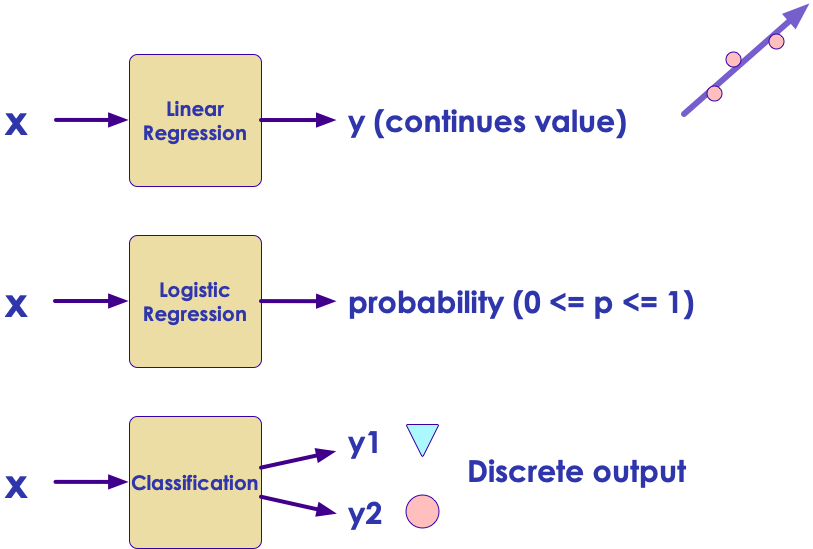 x
Linear
Regression
y (continues value)
x
Logistic
Regression
probability (0 <= p <= 1)
x
Classification
y1
y2
Discrete output